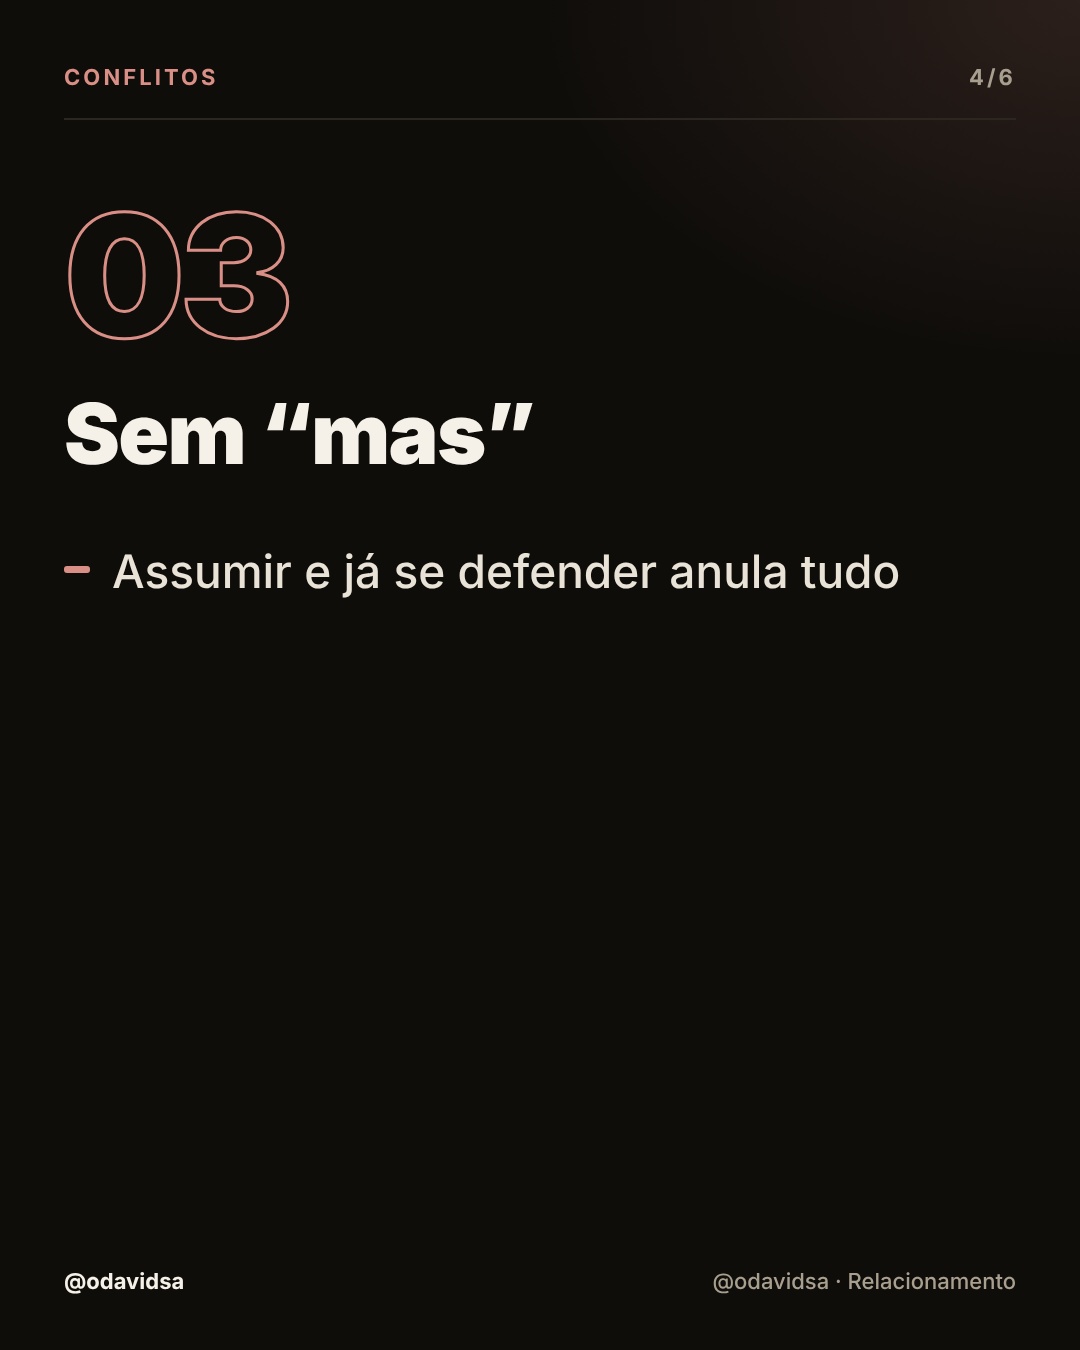 CONFLITOS
4/6
03
Sem “mas”
– Assumir e já se defender anula tudo
@odavidsa
@odavidsa · Relacionamento